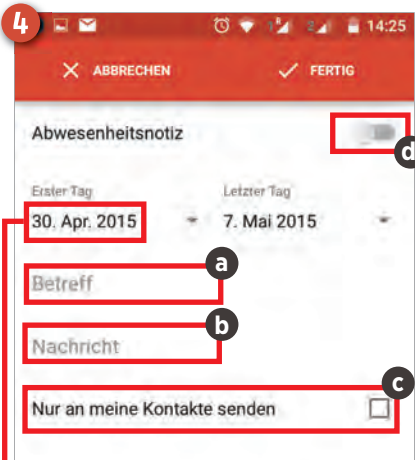 4
R 2 14:25
ABBRECHEN FERTIG
Abwesenheitsnotiz
d
Erster Tag Letzter Tag
30. Apr. 2015 7. Mai 2015
a
Betreff
b
Nachricht
c
Nur an meine Kontakte senden